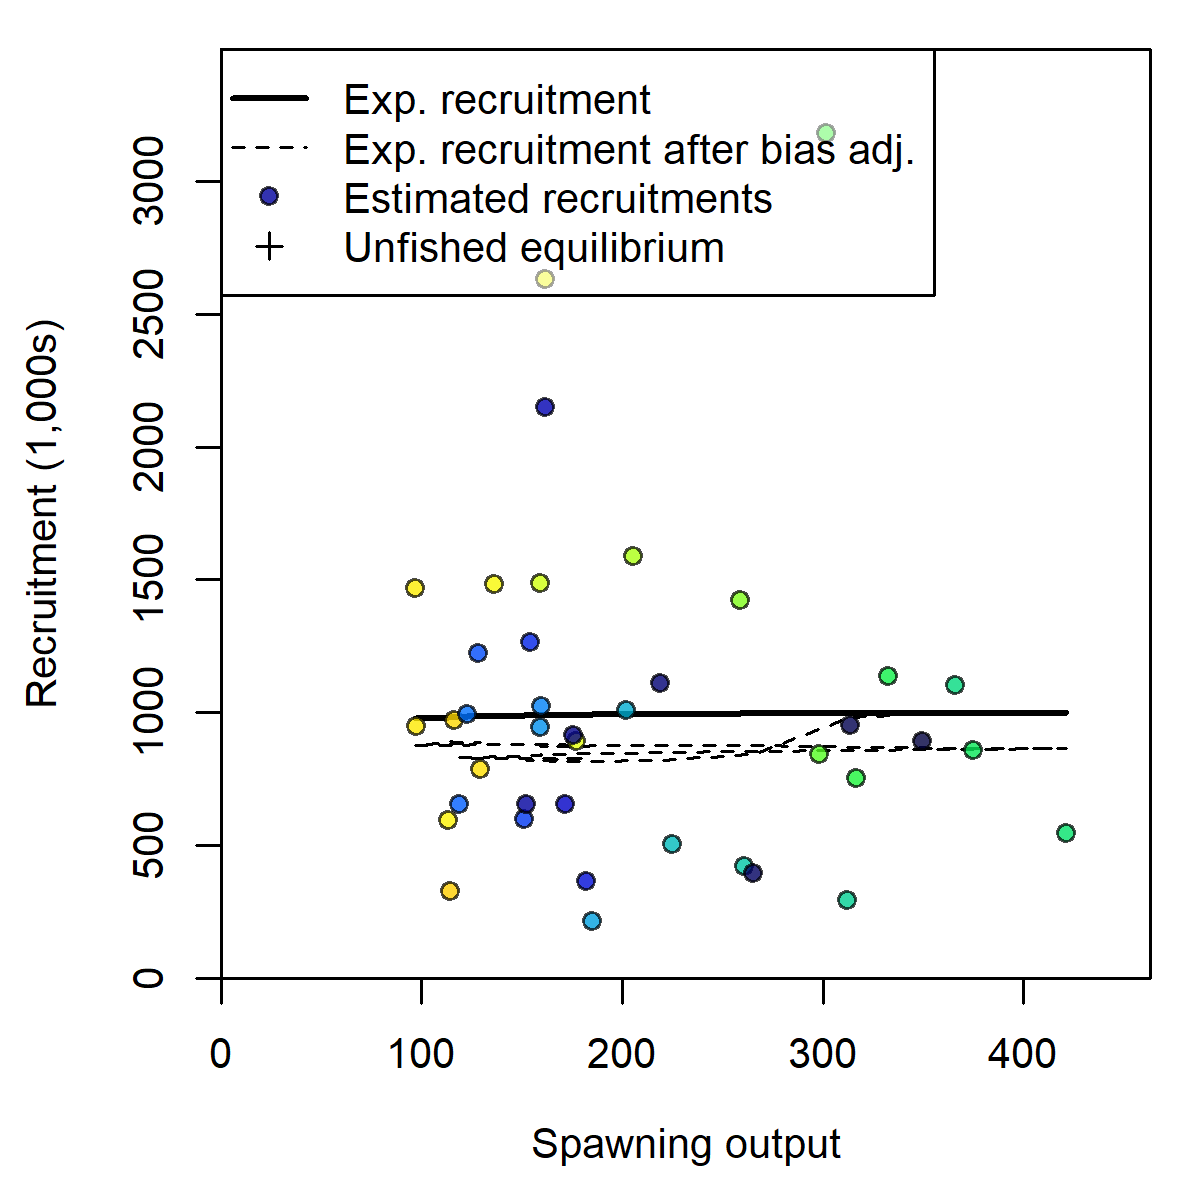 Exp. recruitment
Exp. recruitment after bias adj.
Estimated recruitments
Unfished equilibrium
Recruitment (1,000s)
3000
2500
2000
1500
1000
500
0
0 100 200 300 400
Spawning output